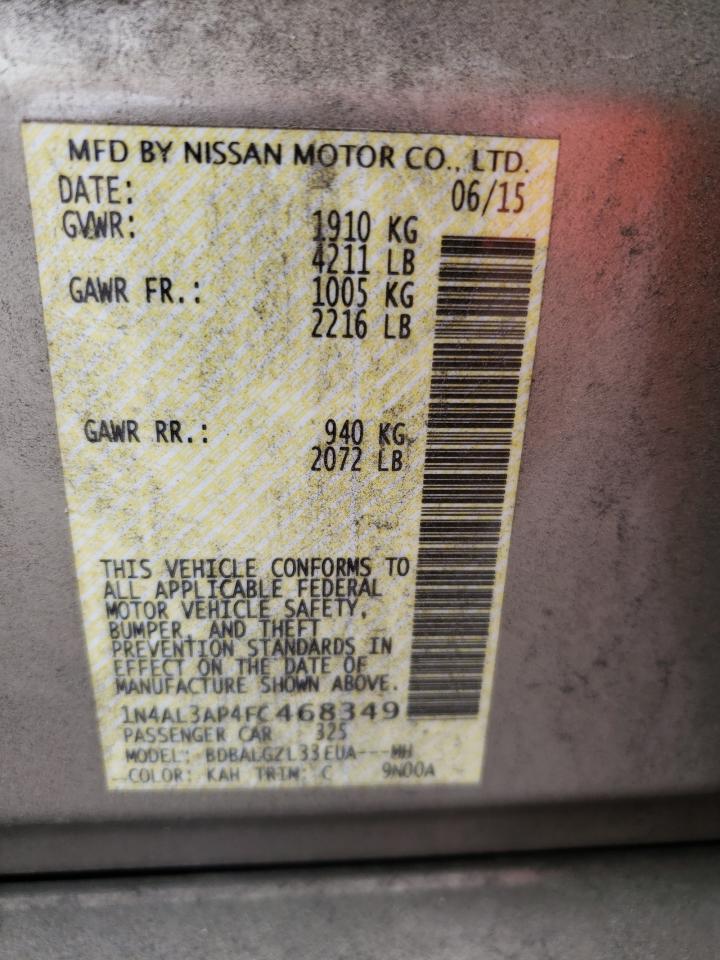 MFD BY NISSAN MOTOR CO., LTD.
DATE: 06/15
GVWR: 1910 KG
4211 LB
GAWR FR.: 1005 KG
2216 LB
GAWR RR.: 940 KG
2072 LB
THIS VEHICLE CONFORMS TO
ALL APPLICABLE FEDERAL
MOTOR VEHICLE SAFETY,
BUMPER, AND THEFT
PREVENTION STANDARDS IN
EFFECT ON THE DATE OF
MANUFACTURE SHOWN ABOVE.
1N4AL3AP4FC468349
PASSENGER CAR 325
MODEL: BDBALGZL33EUA---MH
COLOR: KAH TRIM: C 9N00A